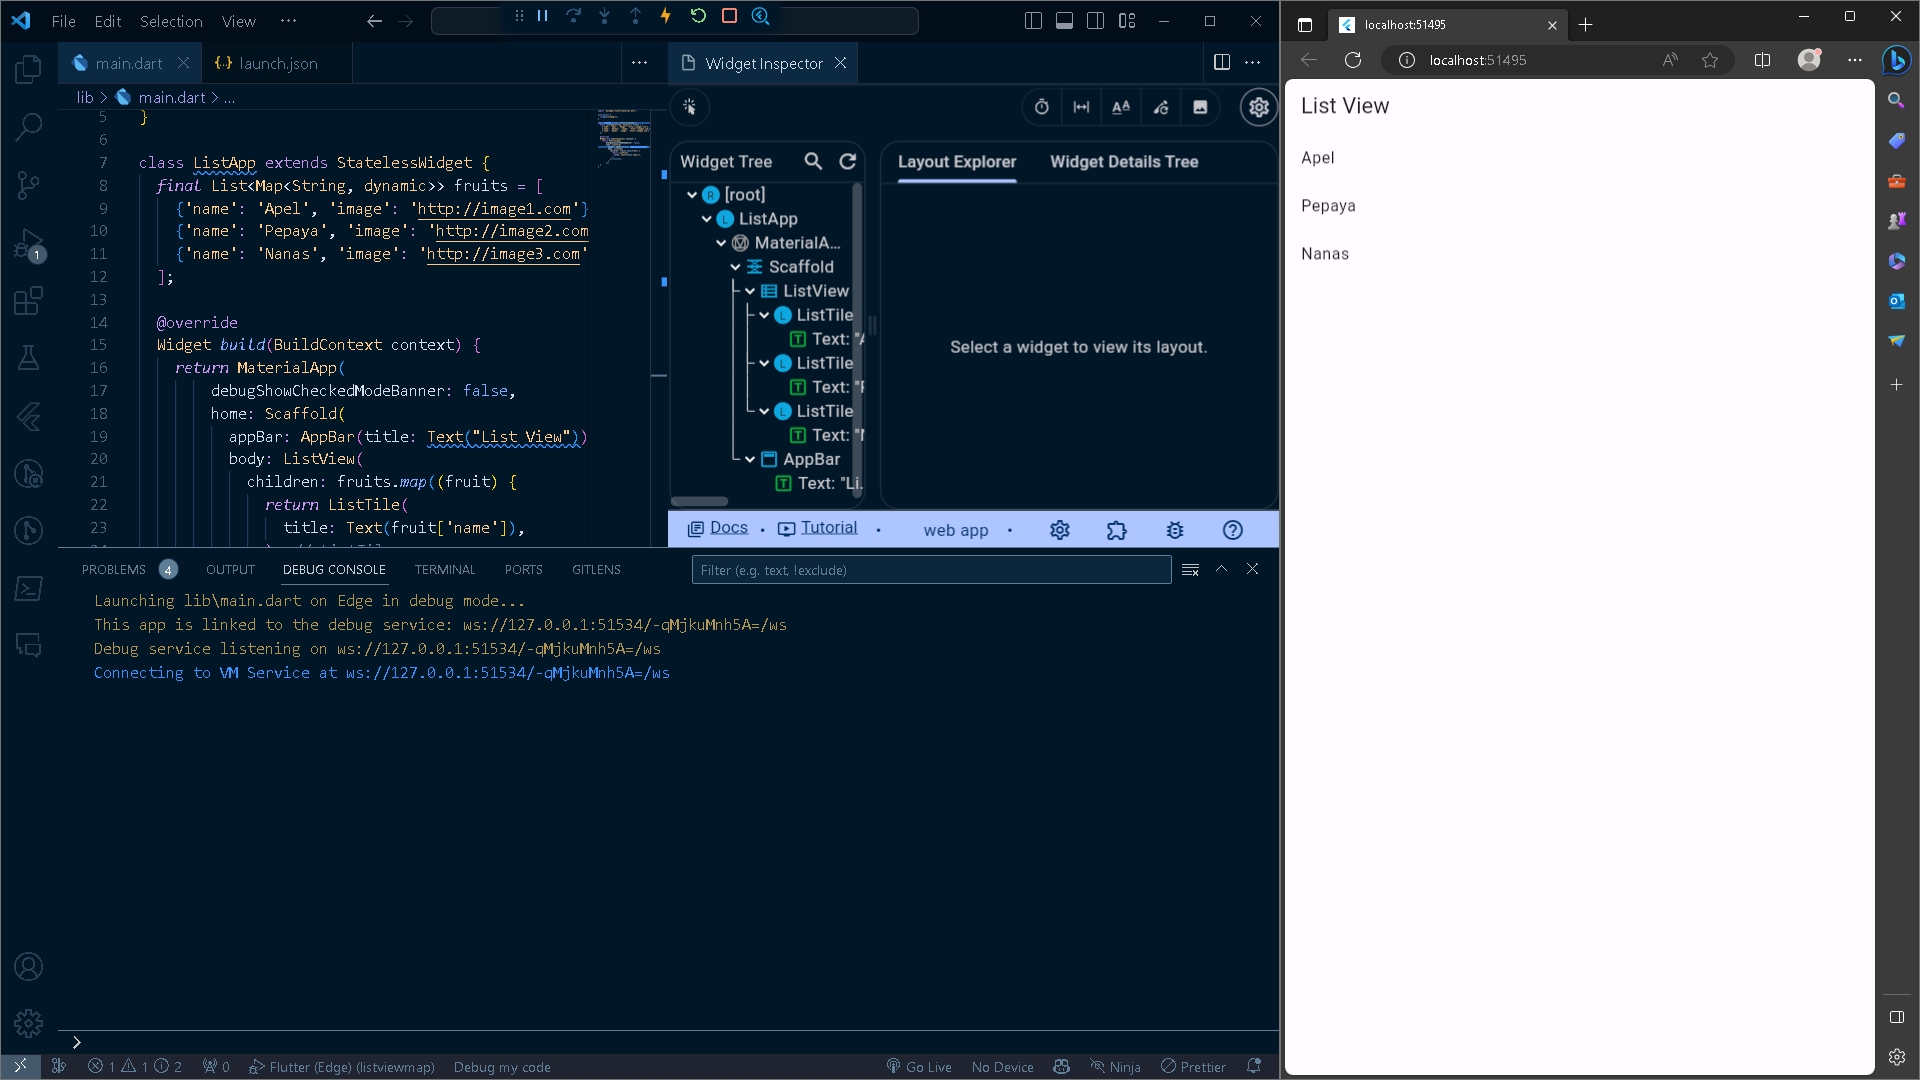 File Edit Selection View ...
main.dart
launch.json
lib > main.dart > ...
5 }
6
7 class ListApp extends StatelessWidget {
8 final List<Map<String, dynamic>> fruits = [
9 {'name': 'Apel', 'image': 'http://image1.com'}
10 {'name': 'Pepaya', 'image': 'http://image2.com
11 {'name': 'Nanas', 'image': 'http://image3.com'
12 ];
13
14 @override
15 Widget build(BuildContext context) {
16 return MaterialApp(
17 debugShowCheckedModeBanner: false,
18 home: Scaffold(
19 appBar: AppBar(title: Text("List View"))
20 body: ListView(
21 children: fruits.map((fruit) {
22 return ListTile(
23 title: Text(fruit['name']),
Widget Inspector
Widget Tree
[root]
ListApp
MaterialA...
Scaffold
ListView
ListTile
Text: "A
ListTile
Text: "P
ListTile
Text: "N
AppBar
Text: "Li...
Layout Explorer
Widget Details Tree
Select a widget to view its layout.
Docs • Tutorial • web app •
PROBLEMS 4 OUTPUT DEBUG CONSOLE TERMINAL PORTS GITLENS
Filter (e.g. text, !exclude)
Launching lib\main.dart on Edge in debug mode...
This app is linked to the debug service: ws://127.0.0.1:51534/-qMjkuMnh5A=/ws
Debug service listening on ws://127.0.0.1:51534/-qMjkuMnh5A=/ws
Connecting to VM Service at ws://127.0.0.1:51534/-qMjkuMnh5A=/ws
>
1
1 1 2 0 Flutter (Edge) (listviewmap) Debug my code
Go Live No Device Ninja Prettier
localhost:51495
localhost:51495
List View
Apel
Pepaya
Nanas